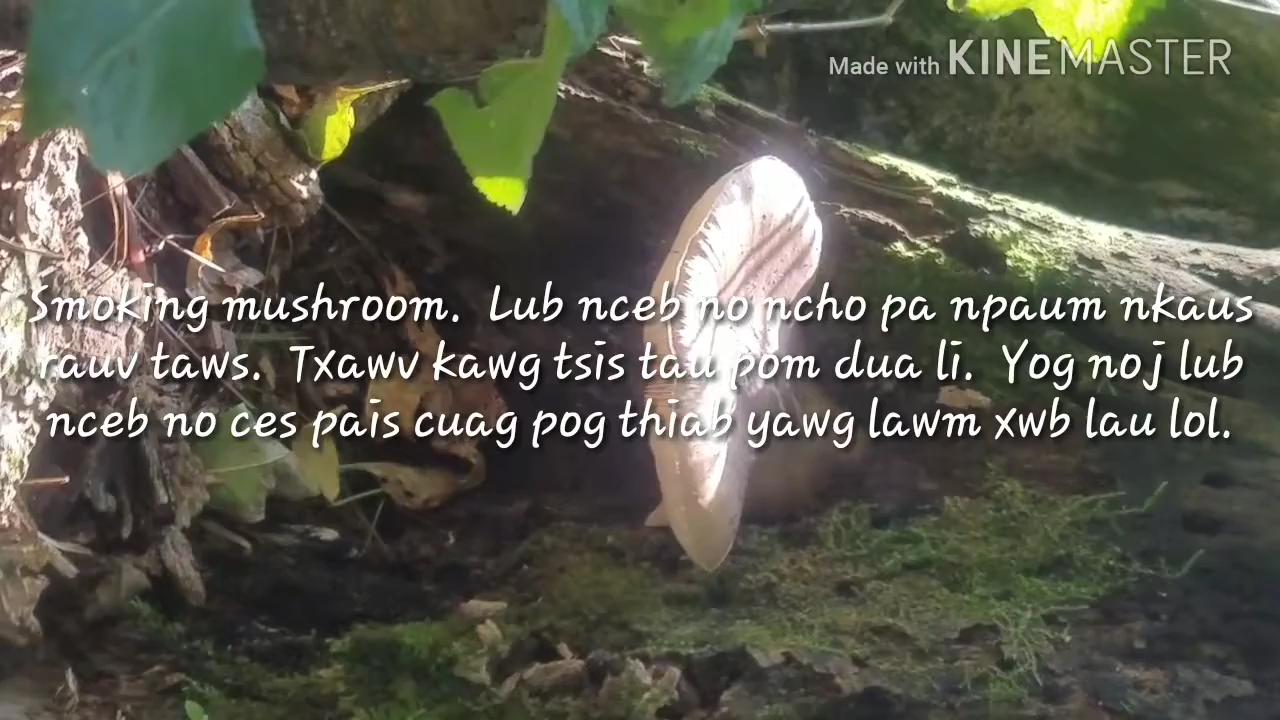 Made with KINEMASTER
Smoking mushroom. Lub nceb no ncho pa npaum nkaus
rauv taws. Txawv kawg tsis tau pom dua li. Yog noj lub
nceb no ces pais cuag pog thiab yawg lawm xwb lau lol.